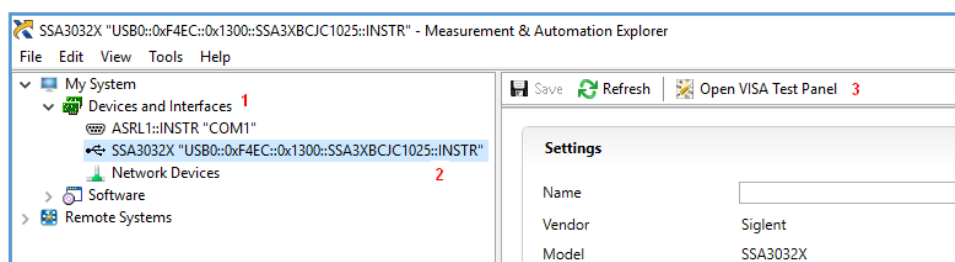 SSA3032X "USB0::0xF4EC::0x1300::SSA3XBCJC1025::INSTR" - Measurement & Automation Explorer
File Edit View Tools Help
My System
Devices and Interfaces 1
ASRL1::INSTR "COM1"
SSA3032X "USB0::0xF4EC::0x1300::SSA3XBCJC1025::INSTR"
Network Devices 2
Software
Remote Systems
Save Refresh Open VISA Test Panel 3
Settings
Name
Vendor Siglent
Model SSA3032X